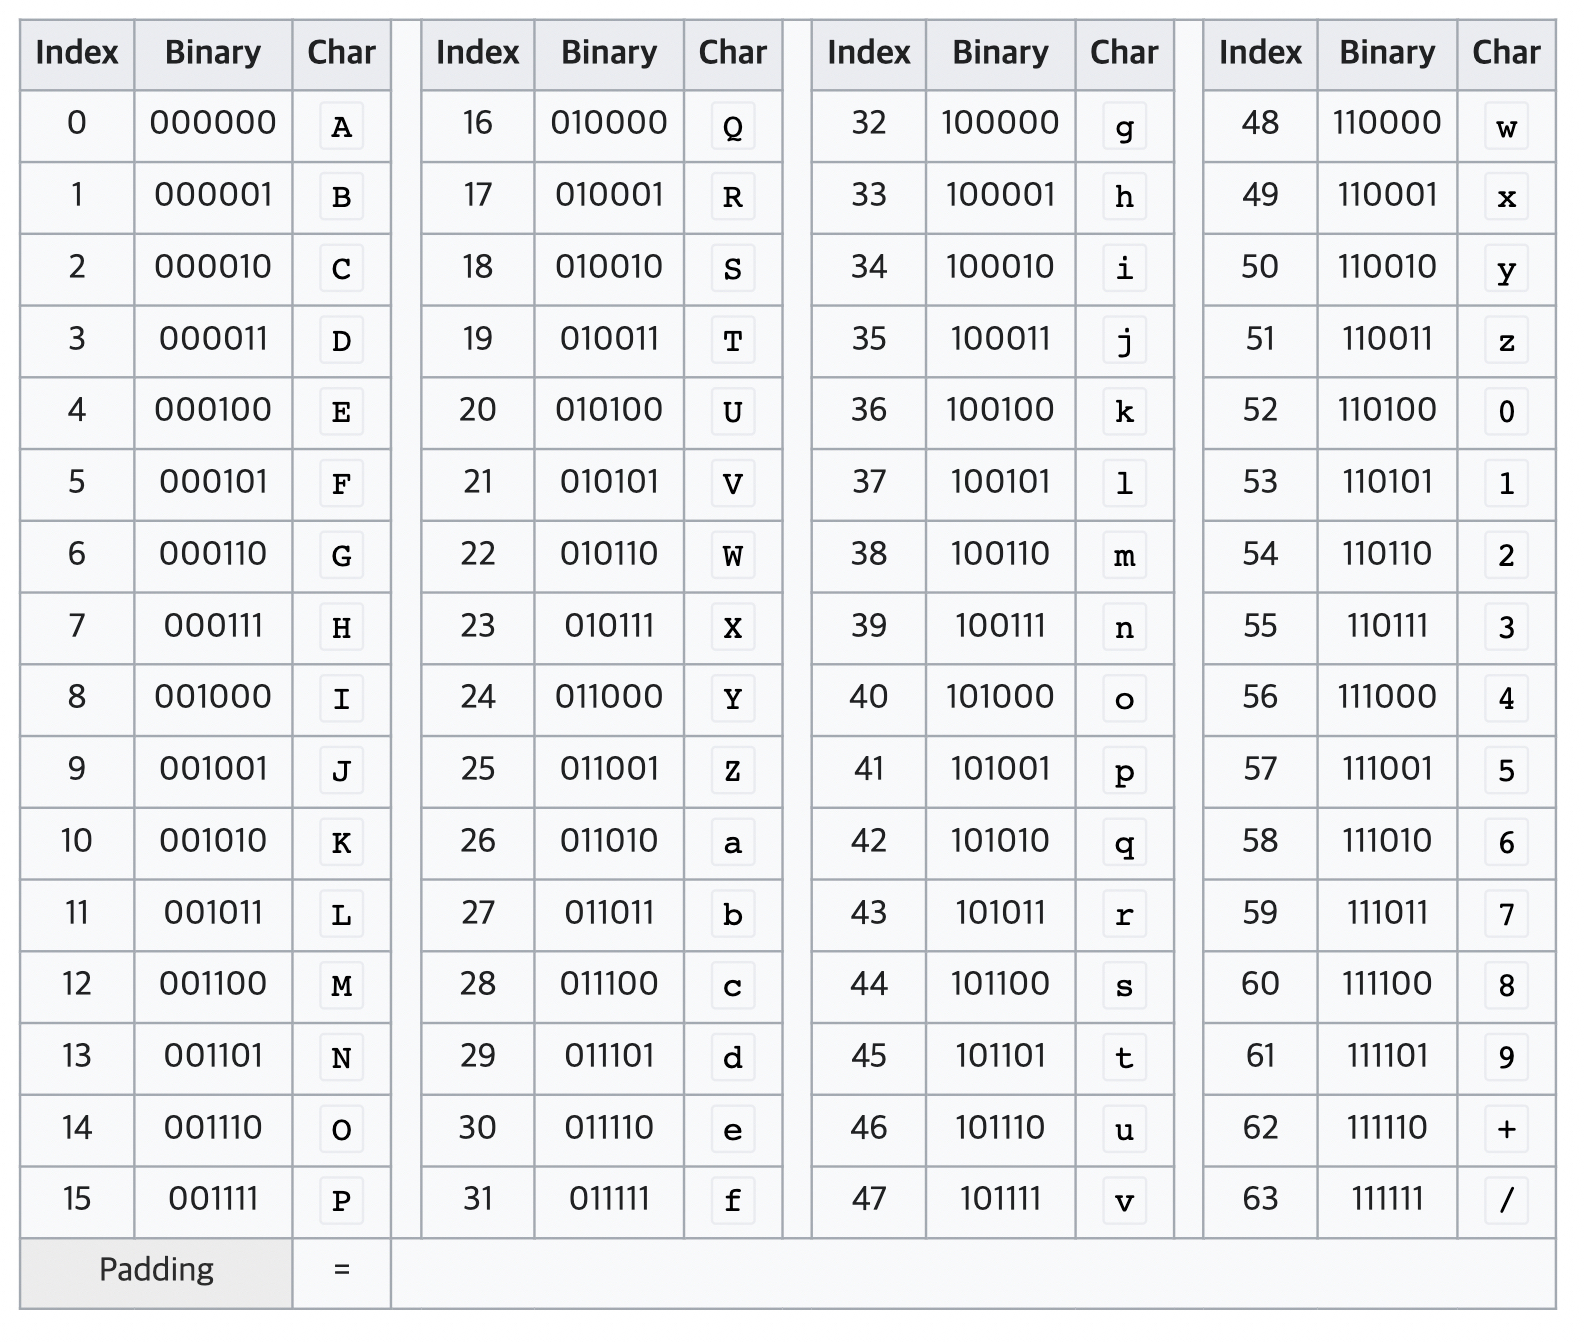 Index Binary Char Index Binary Char Index Binary Char Index Binary Char
0 000000 A 16 010000 Q 32 100000 g 48 110000 w
1 000001 B 17 010001 R 33 100001 h 49 110001 x
2 000010 C 18 010010 S 34 100010 i 50 110010 y
3 000011 D 19 010011 T 35 100011 j 51 110011 z
4 000100 E 20 010100 U 36 100100 k 52 110100 0
5 000101 F 21 010101 V 37 100101 l 53 110101 1
6 000110 G 22 010110 W 38 100110 m 54 110110 2
7 000111 H 23 010111 X 39 100111 n 55 110111 3
8 001000 I 24 011000 Y 40 101000 o 56 111000 4
9 001001 J 25 011001 Z 41 101001 p 57 111001 5
10 001010 K 26 011010 a 42 101010 q 58 111010 6
11 001011 L 27 011011 b 43 101011 r 59 111011 7
12 001100 M 28 011100 c 44 101100 s 60 111100 8
13 001101 N 29 011101 d 45 101101 t 61 111101 9
14 001110 O 30 011110 e 46 101110 u 62 111110 +
15 001111 P 31 011111 f 47 101111 v 63 111111 /
Padding =